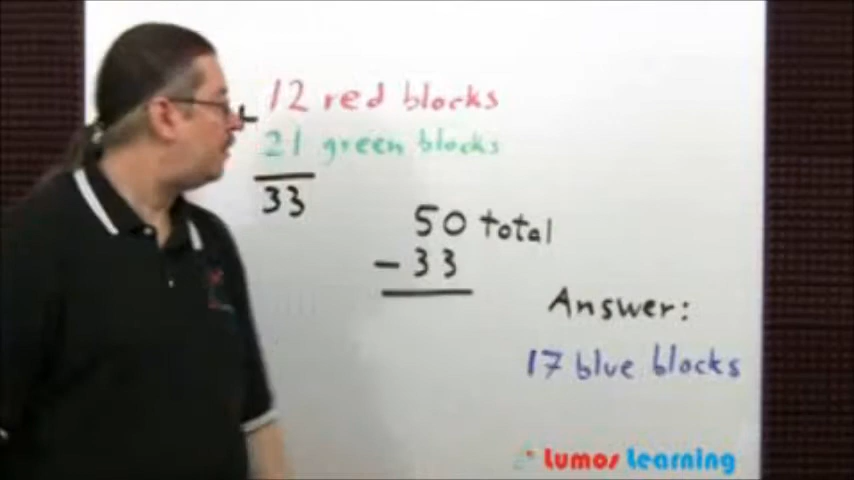 + 12 red blocks
21 green blocks
33
50 total
- 33
Answer:
17 blue blocks
Lumos Learning